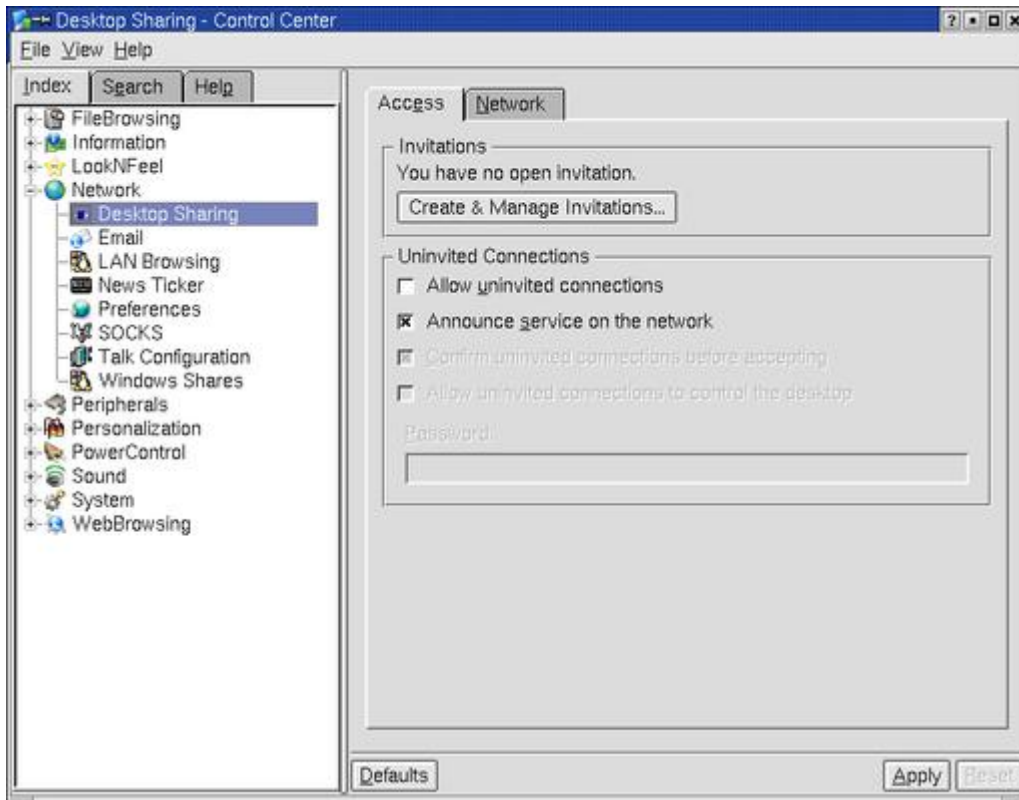 Desktop Sharing - Control Center
File View Help
Index Search Help
FileBrowsing
Information
LookNFeel
Network
Desktop Sharing
Email
LAN Browsing
News Ticker
Preferences
SOCKS
Talk Configuration
Windows Shares
Peripherals
Personalization
PowerControl
Sound
System
WebBrowsing
Access Network
Invitations
You have no open invitation.
Create & Manage Invitations...
Uninvited Connections
Allow uninvited connections
Announce service on the network
Confirm uninvited connections before accepting
Allow uninvited connections to control the desktop
Password:
Defaults Apply Reset